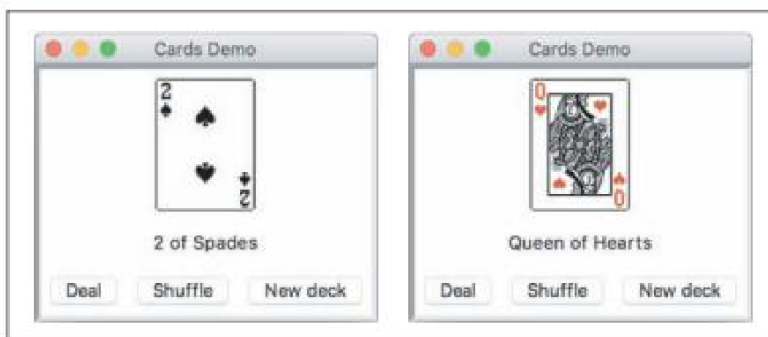 Cards Demo
2
2
2 of Spades
Deal Shuffle New deck
Cards Demo
Q
Q
Queen of Hearts
Deal Shuffle New deck